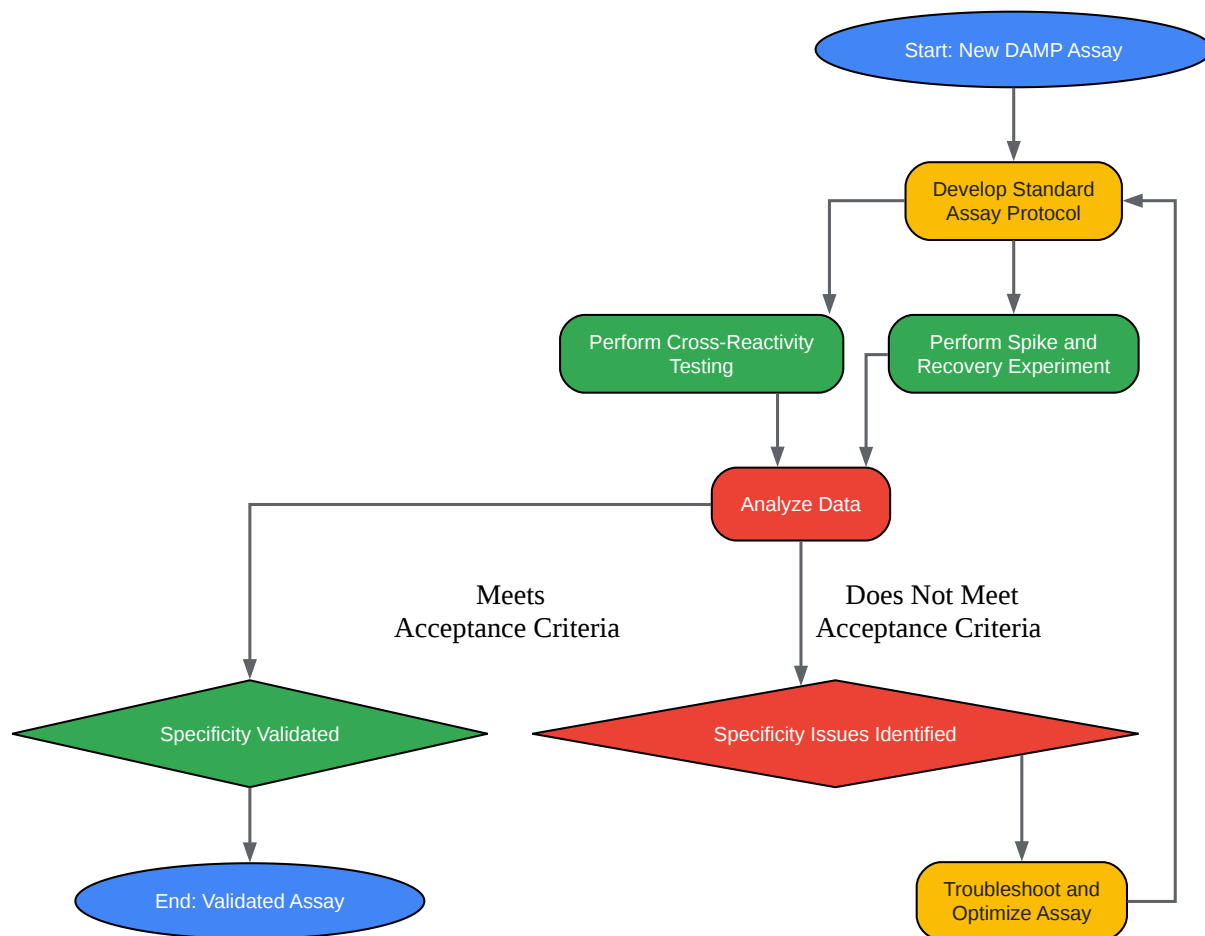 Start: New DAMP Assay
Develop Standard
Assay Protocol
Perform Cross-Reactivity
Testing
Perform Spike and
Recovery Experiment
Analyze Data
Meets
Acceptance Criteria
Does Not Meet
Acceptance Criteria
Specificity Validated
Specificity Issues Identified
End: Validated Assay
Troubleshoot and
Optimize Assay